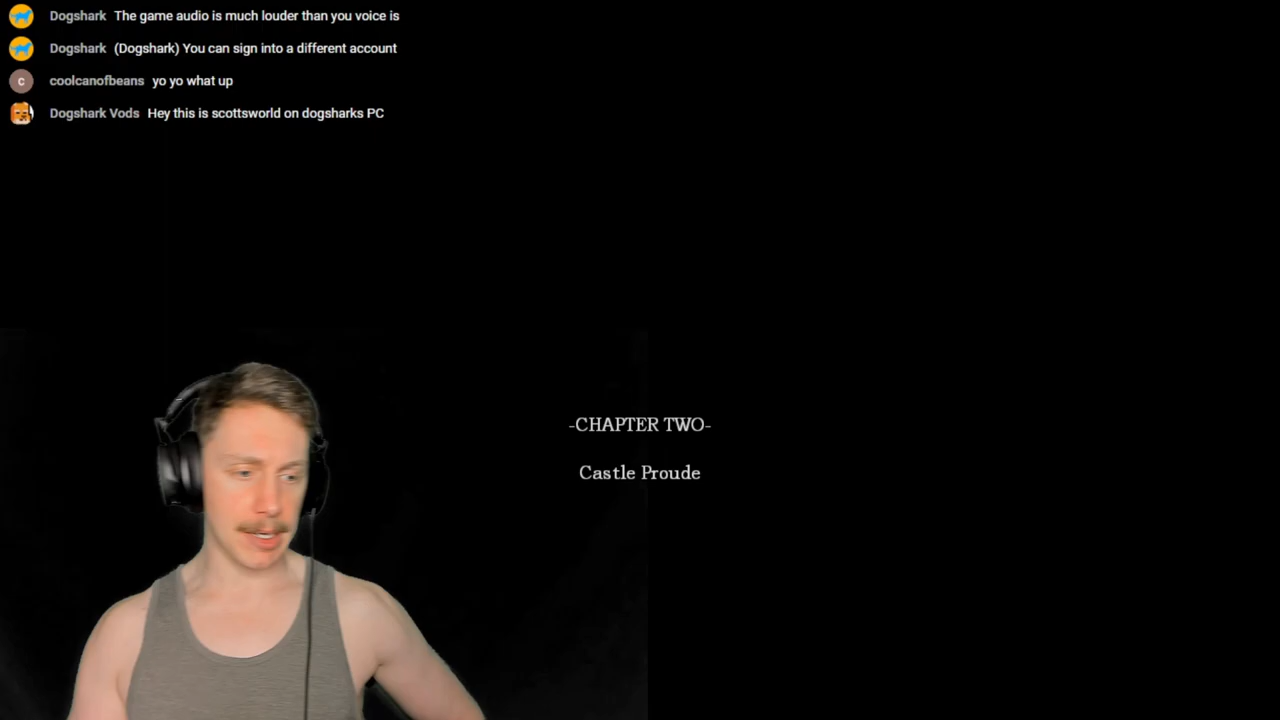 Dogshark The game audio is much louder than you voice is
Dogshark (Dogshark) You can sign into a different account
C coolcanofbeans yo yo what up
Dogshark Vods Hey this is scottsworld on dogsharks PC
-CHAPTER TWO-
Castle Proude